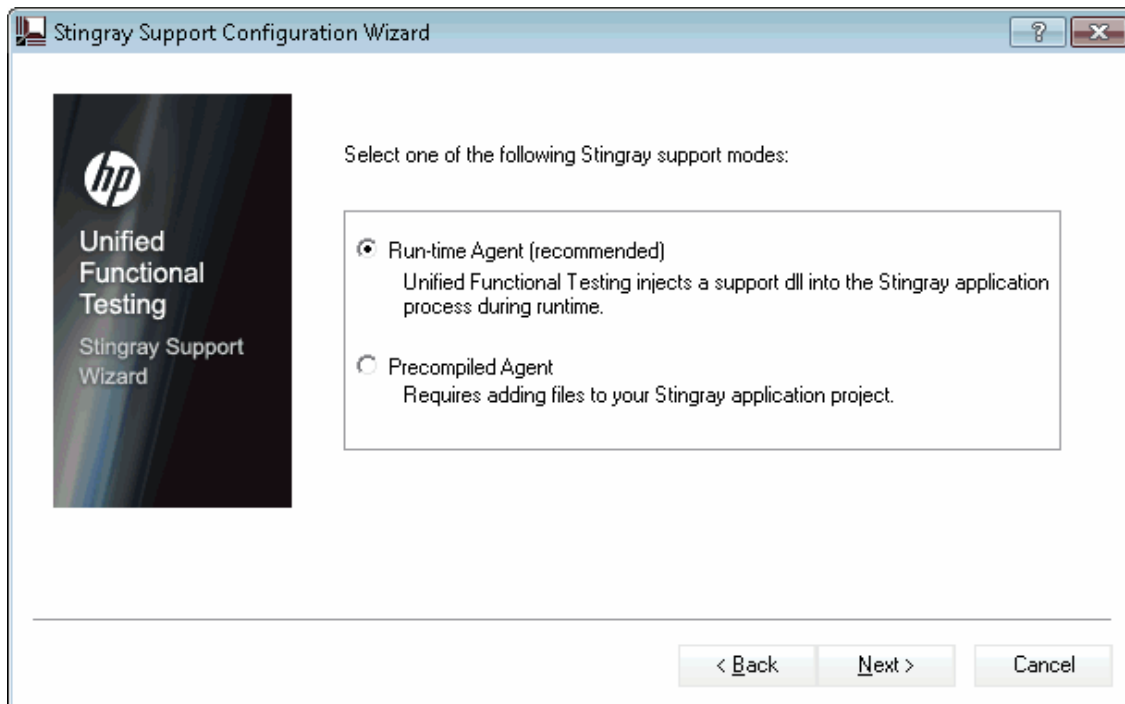 Stingray Support Configuration Wizard
?
hp
Unified
Functional
Testing
Stingray Support
Wizard
Select one of the following Stingray support modes:
Run-time Agent (recommended)
Unified Functional Testing injects a support dll into the Stingray application
process during runtime.
Precompiled Agent
Requires adding files to your Stingray application project.
< Back
Next >
Cancel